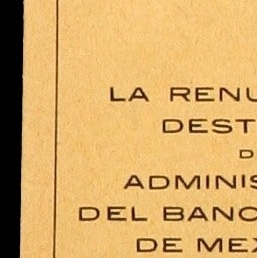 LA RENU
DEST
D
ADMINIS
DEL BANC
DE MEX